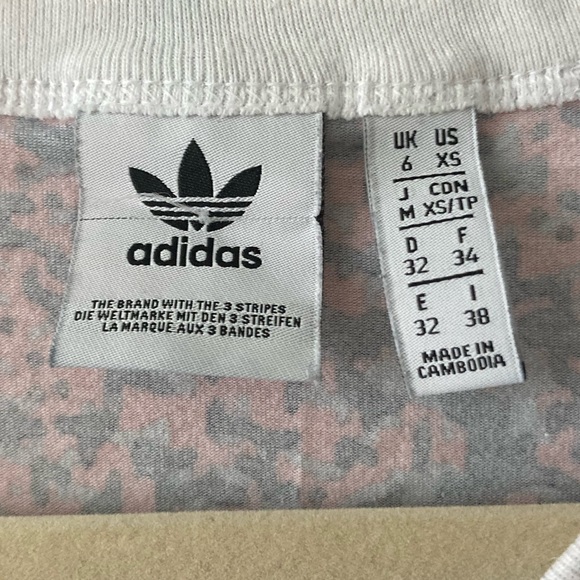 adidas
THE BRAND WITH THE 3 STRIPES
DIE WELTMARKE MIT DEN 3 STREIFEN
LA MARQUE AUX 3 BANDES
UK US
6 XS
J CDN
M XS/TP
D F
32 34
E I
32 38
MADE IN
CAMBODIA